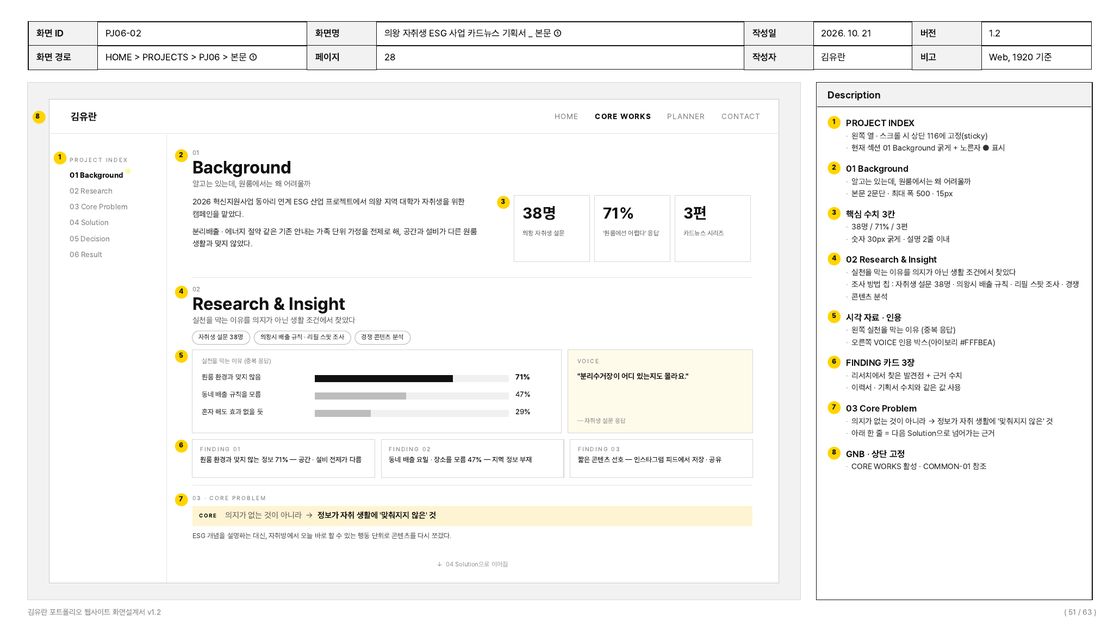 화면 ID
PJ06-02
화면명
의왕 자취생 ESG 사업 카드뉴스 기획서 _ 본문 ①
작성일
2026. 10. 21
버전
1.2
화면 경로
HOME > PROJECTS > PJ06 > 본문 ①
페이지
28
작성자
김유란
비고
Web, 1920 기준
8
김유란
HOME
CORE WORKS
PLANNER
CONTACT
1
PROJECT INDEX
01 Background
02 Research
03 Core Problem
04 Solution
05 Decision
06 Result
2
01
Background
알고는 있는데, 원룸에서는 왜 어려울까
2026 혁신지원사업 동아리 연계 ESG 산업 프로젝트에서 의왕 지역 대학가 자취생을 위한
캠페인을 맡았다.
분리배출 · 에너지 절약 같은 기존 안내는 가족 단위 가정을 전제로 해, 공간과 설비가 다른 원룸
생활과 맞지 않았다.
3
38명
의왕 자취생 설문
71%
'원룸에선 어렵다' 응답
3편
카드뉴스 시리즈
4
02
Research & Insight
실천을 막는 이유를 의지가 아닌 생활 조건에서 찾았다
자취생 설문 38명
의왕시 배출 규칙 · 리필 스팟 조사
경쟁 콘텐츠 분석
5
실천을 막는 이유 (중복 응답)
원룸 환경과 맞지 않음
71%
동네 배출 규칙을 모름
47%
혼자 해도 효과 없을 듯
29%
VOICE
"분리수거장이 어디 있는지도 몰라요."
— 자취생 설문 응답
6
FINDING 01
원룸 환경과 맞지 않는 정보 71% — 공간 · 설비 전제가 다름
FINDING 02
동네 배출 요일 · 장소를 모름 47% — 지역 정보 부재
FINDING 03
짧은 콘텐츠 선호 — 인스타그램 피드에서 저장 · 공유
7
03 · CORE PROBLEM
CORE 의지가 없는 것이 아니라 → 정보가 자취 생활에 '맞춰지지 않은' 것
ESG 개념을 설명하는 대신, 자취방에서 오늘 바로 할 수 있는 행동 단위로 콘텐츠를 다시 쪼갰다.
↓ 04 Solution으로 이어짐
Description
1 PROJECT INDEX
· 왼쪽 열 · 스크롤 시 상단 116에 고정(sticky)
· 현재 섹션 01 Background 굵게 + 노른자 ● 표시
2 01 Background
· 알고는 있는데, 원룸에서는 왜 어려울까
· 본문 2문단 · 최대 폭 500 · 15px
3 핵심 수치 3칸
· 38명 / 71% / 3편
· 숫자 30px 굵게 · 설명 2줄 이내
4 02 Research & Insight
· 실천을 막는 이유를 의지가 아닌 생활 조건에서 찾았다
· 조사 방법 칩 : 자취생 설문 38명 · 의왕시 배출 규칙 · 리필 스팟 조사 · 경쟁
· 콘텐츠 분석
5 시각 자료 · 인용
· 왼쪽 실천을 막는 이유 (중복 응답)
· 오른쪽 VOICE 인용 박스(아이보리 #FFFBEA)
6 FINDING 카드 3장
· 리서치에서 찾은 발견점 + 근거 수치
· 이력서 · 기획서 수치와 같은 값 사용
7 03 Core Problem
· 의지가 없는 것이 아니라 → 정보가 자취 생활에 '맞춰지지 않은' 것
· 아래 한 줄 = 다음 Solution으로 넘어가는 근거
8 GNB · 상단 고정
· CORE WORKS 활성 · COMMON-01 참조
김유란 포트폴리오 웹사이트 화면설계서 v1.2
( 51 / 63 )